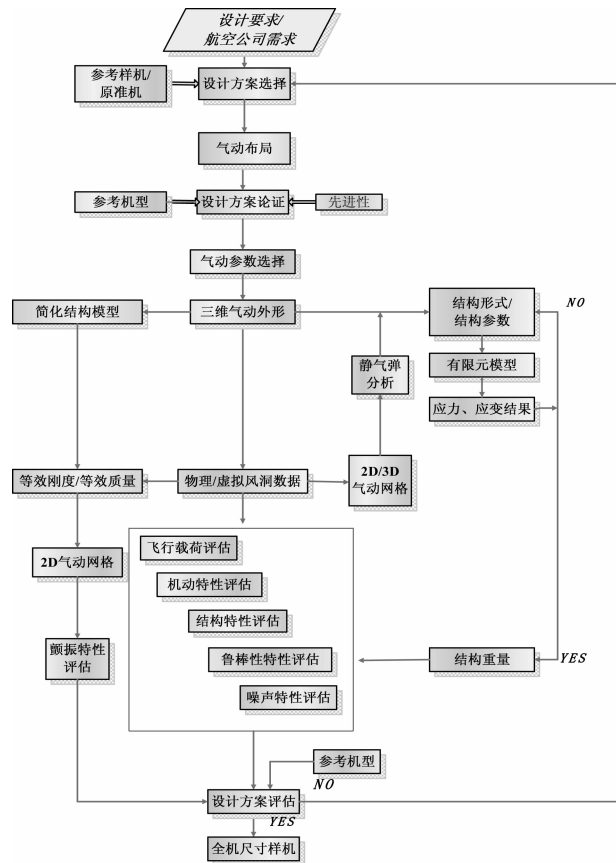 设计要求/
航空公司需求
参考样机/
原准机
设计方案选择
气动布局
参考机型
设计方案论证
先进性
气动参数选择
简化结构模型
三维气动外形
结构形式/
结构参数
NO
静气弹
分析
有限元模型
应力、应变结果
等效刚度/等效质量
物理/虚拟风洞数据
2D/3D
气动网格
飞行载荷评估
2D气动网格
机动特性评估
结构特性评估
颤振特性
评估
鲁棒性特性评估
结构重量
YES
噪声特性评估
参考机型
NO
设计方案评估
YES
全机尺寸样机